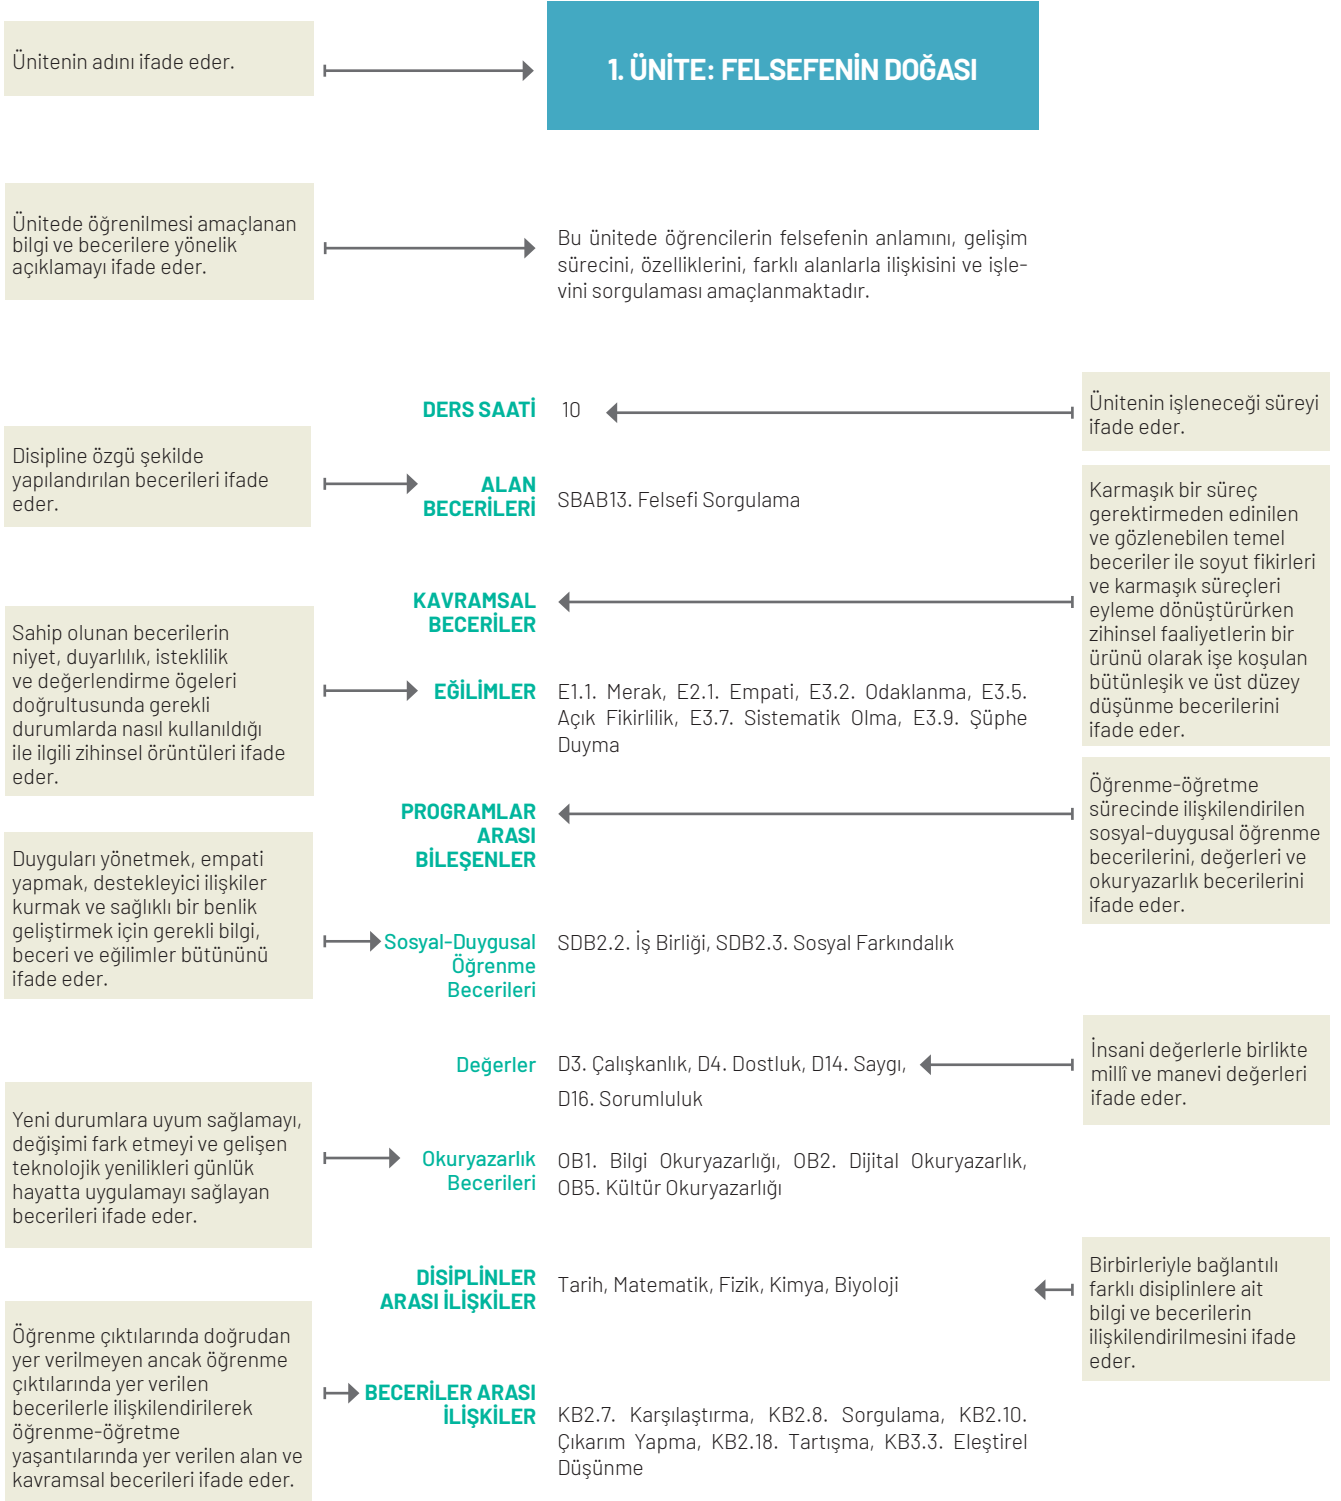 Ünitenin adını ifade eder.
1. ÜNİTE: FELSEFENİN DOĞASI
Ünitede öğrenilmesi amaçlanan
bilgi ve becerilere yönelik
açıklamayı ifade eder.
Bu ünitede öğrencilerin felsefenin anlamını, gelişim
sürecini, özelliklerini, farklı alanlarla ilişkisini ve işle-
vini sorgulaması amaçlanmaktadır.
DERS SAATİ
10
Ünitenin işleneceği süreyi
ifade eder.
Disipline özgü şekilde
yapılandırılan becerileri ifade
eder.
ALAN
BECERİLERİ
SBAB13. Felsefi Sorgulama
Karmaşık bir süreç
gerektirmeden edinilen
ve gözlenebilen temel
beceriler ile soyut fikirleri
ve karmaşık süreçleri
eyleme dönüştürürken
zihinsel faaliyetlerin bir
ürünü olarak işe koşulan
bütünleşik ve üst düzey
düşünme becerilerini
ifade eder.
KAVRAMSAL
BECERİLER
Sahip olunan becerilerin
niyet, duyarlılık, isteklilik
ve değerlendirme ögeleri
doğrultusunda gerekli
durumlarda nasıl kullanıldığı
ile ilgili zihinsel örüntüleri ifade
eder.
EĞİLİMLER
E1.1. Merak, E2.1. Empati, E3.2. Odaklanma, E3.5.
Açık Fikirlilik, E3.7. Sistematik Olma, E3.9. Şüphe
Duyma
PROGRAMLAR
ARASI
BİLEŞENLER
Öğrenme-öğretme
sürecinde ilişkilendirilen
sosyal-duygusal öğrenme
becerilerini, değerleri ve
okuryazarlık becerilerini
ifade eder.
Duyguları yönetmek, empati
yapmak, destekleyici ilişkiler
kurmak ve sağlıklı bir benlik
geliştirmek için gerekli bilgi,
beceri ve eğilimler bütününü
ifade eder.
Sosyal-Duygusal
Öğrenme
Becerileri
SDB2.2. İş Birliği, SDB2.3. Sosyal Farkındalık
Değerler
D3. Çalışkanlık, D4. Dostluk, D14. Saygı,
D16. Sorumluluk
İnsani değerlerle birlikte
millî ve manevi değerleri
ifade eder.
Yeni durumlara uyum sağlamayı,
değişimi fark etmeyi ve gelişen
teknolojik yenilikleri günlük
hayatta uygulamayı sağlayan
becerileri ifade eder.
Okuryazarlık
Becerileri
OB1. Bilgi Okuryazarlığı, OB2. Dijital Okuryazarlık,
OB5. Kültür Okuryazarlığı
DİSİPLİNLER
ARASI İLİŞKİLER
Tarih, Matematik, Fizik, Kimya, Biyoloji
Birbirleriyle bağlantılı
farklı disiplinlere ait
bilgi ve becerilerin
ilişkilendirilmesini ifade
eder.
Öğrenme çıktılarında doğrudan
yer verilmeyen ancak öğrenme
çıktılarında yer verilen
becerilerle ilişkilendirilerek
öğrenme-öğretme
yaşantılarında yer verilen alan ve
kavramsal becerileri ifade eder.
BECERİLER ARASI
İLİŞKİLER
KB2.7. Karşılaştırma, KB2.8. Sorgulama, KB2.10.
Çıkarım Yapma, KB2.18. Tartışma, KB3.3. Eleştirel
Düşünme